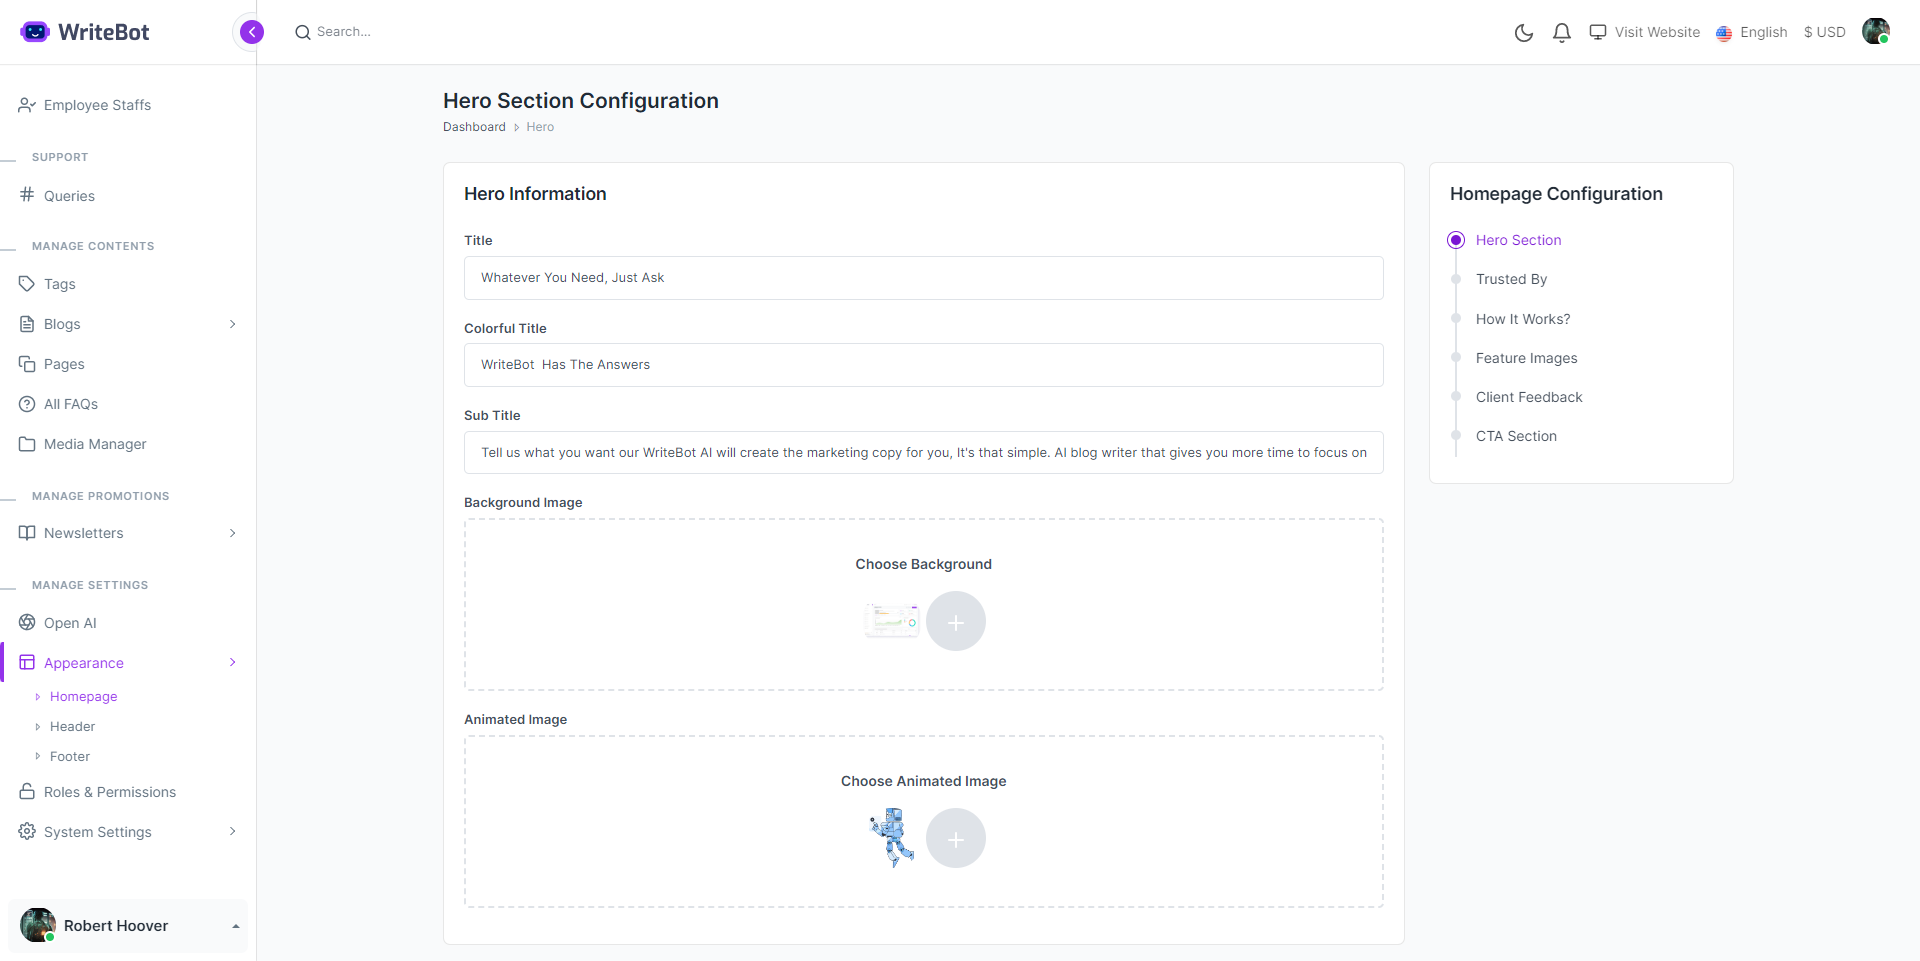 WriteBot
Search...
Visit Website
English
$ USD
Employee Staffs
SUPPORT
Queries
MANAGE CONTENTS
Tags
Blogs
Pages
All FAQs
Media Manager
MANAGE PROMOTIONS
Newsletters
MANAGE SETTINGS
Open AI
Appearance
Homepage
Header
Footer
Roles & Permissions
System Settings
Robert Hoover
Hero Section Configuration
Dashboard Hero
Hero Information
Title
Whatever You Need, Just Ask
Colorful Title
WriteBot  Has The Answers
Sub Title
Tell us what you want our WriteBot AI will create the marketing copy for you, It's that simple. AI blog writer that gives you more time to focus on
Background Image
Choose Background
Animated Image
Choose Animated Image
Homepage Configuration
Hero Section
Trusted By
How It Works?
Feature Images
Client Feedback
CTA Section